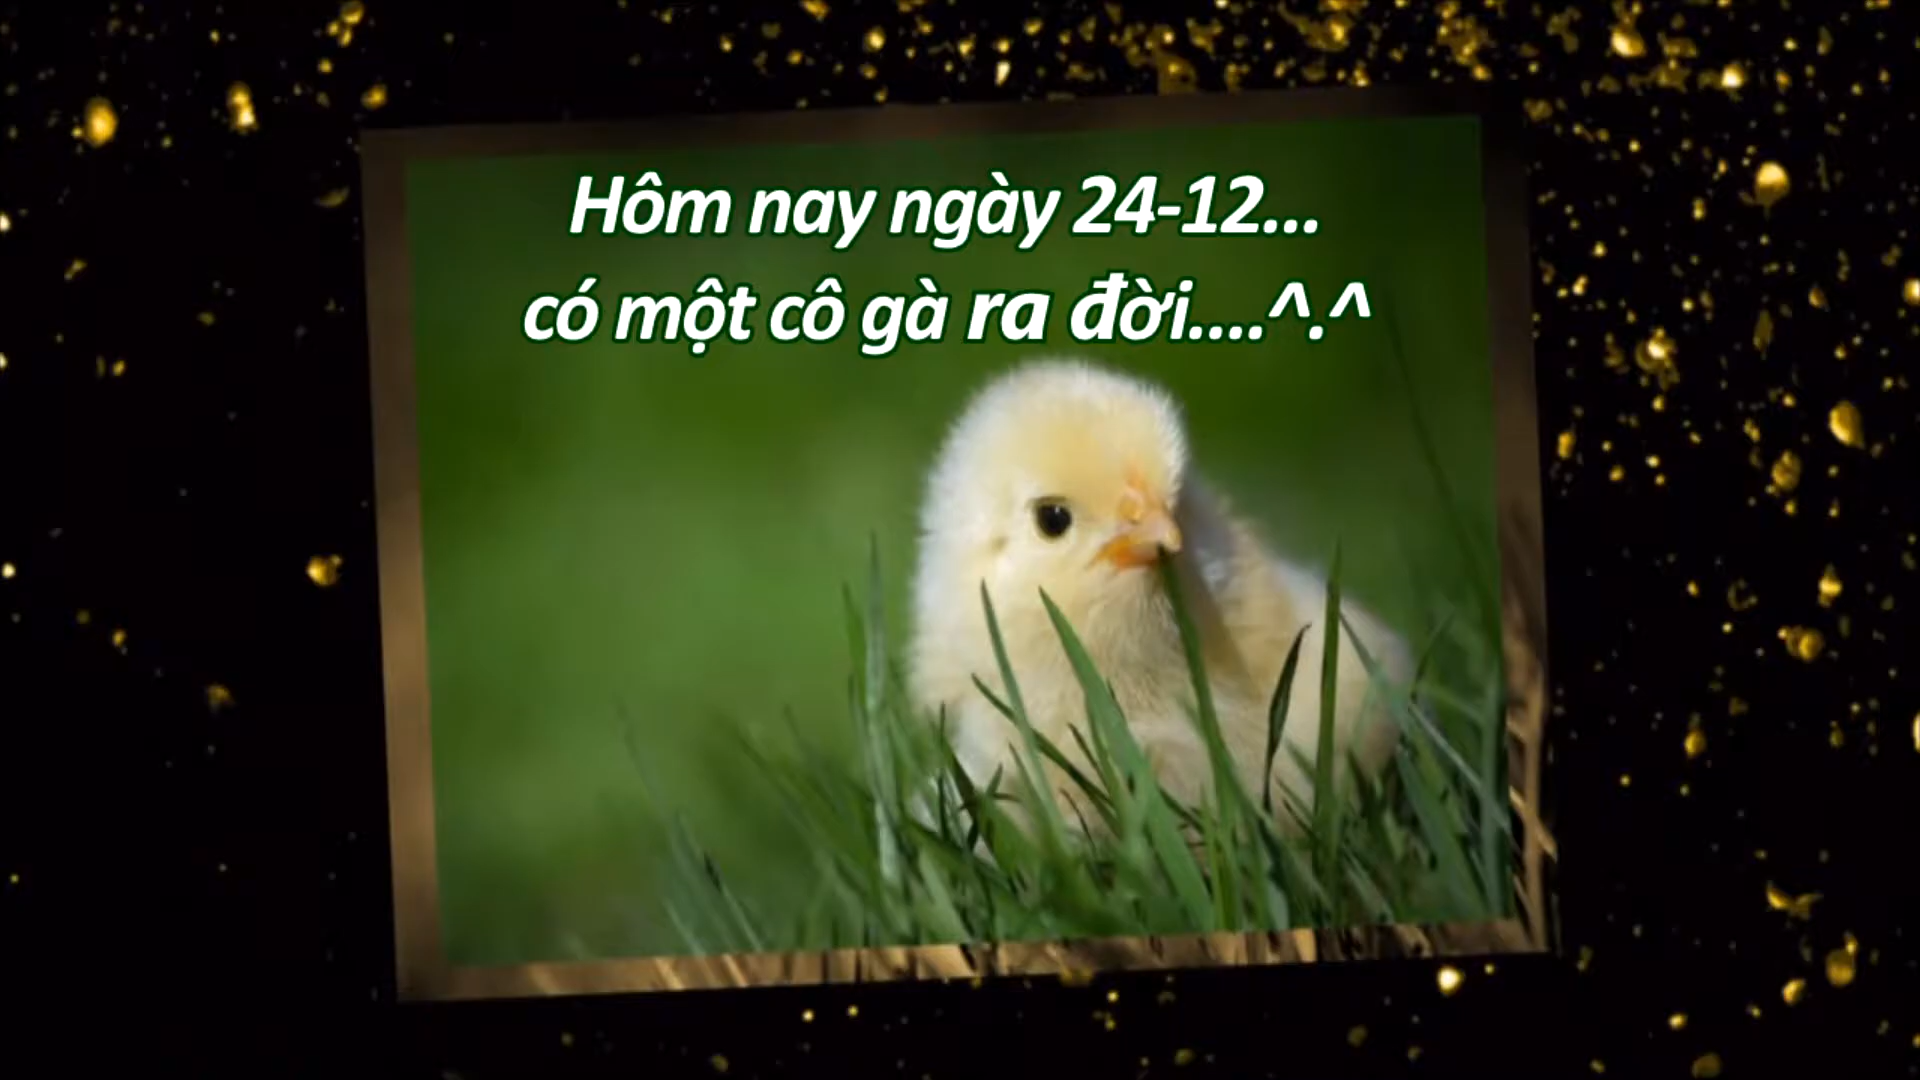 Hôm nay ngày 24-12...
có một cô gà ra đời....^.^